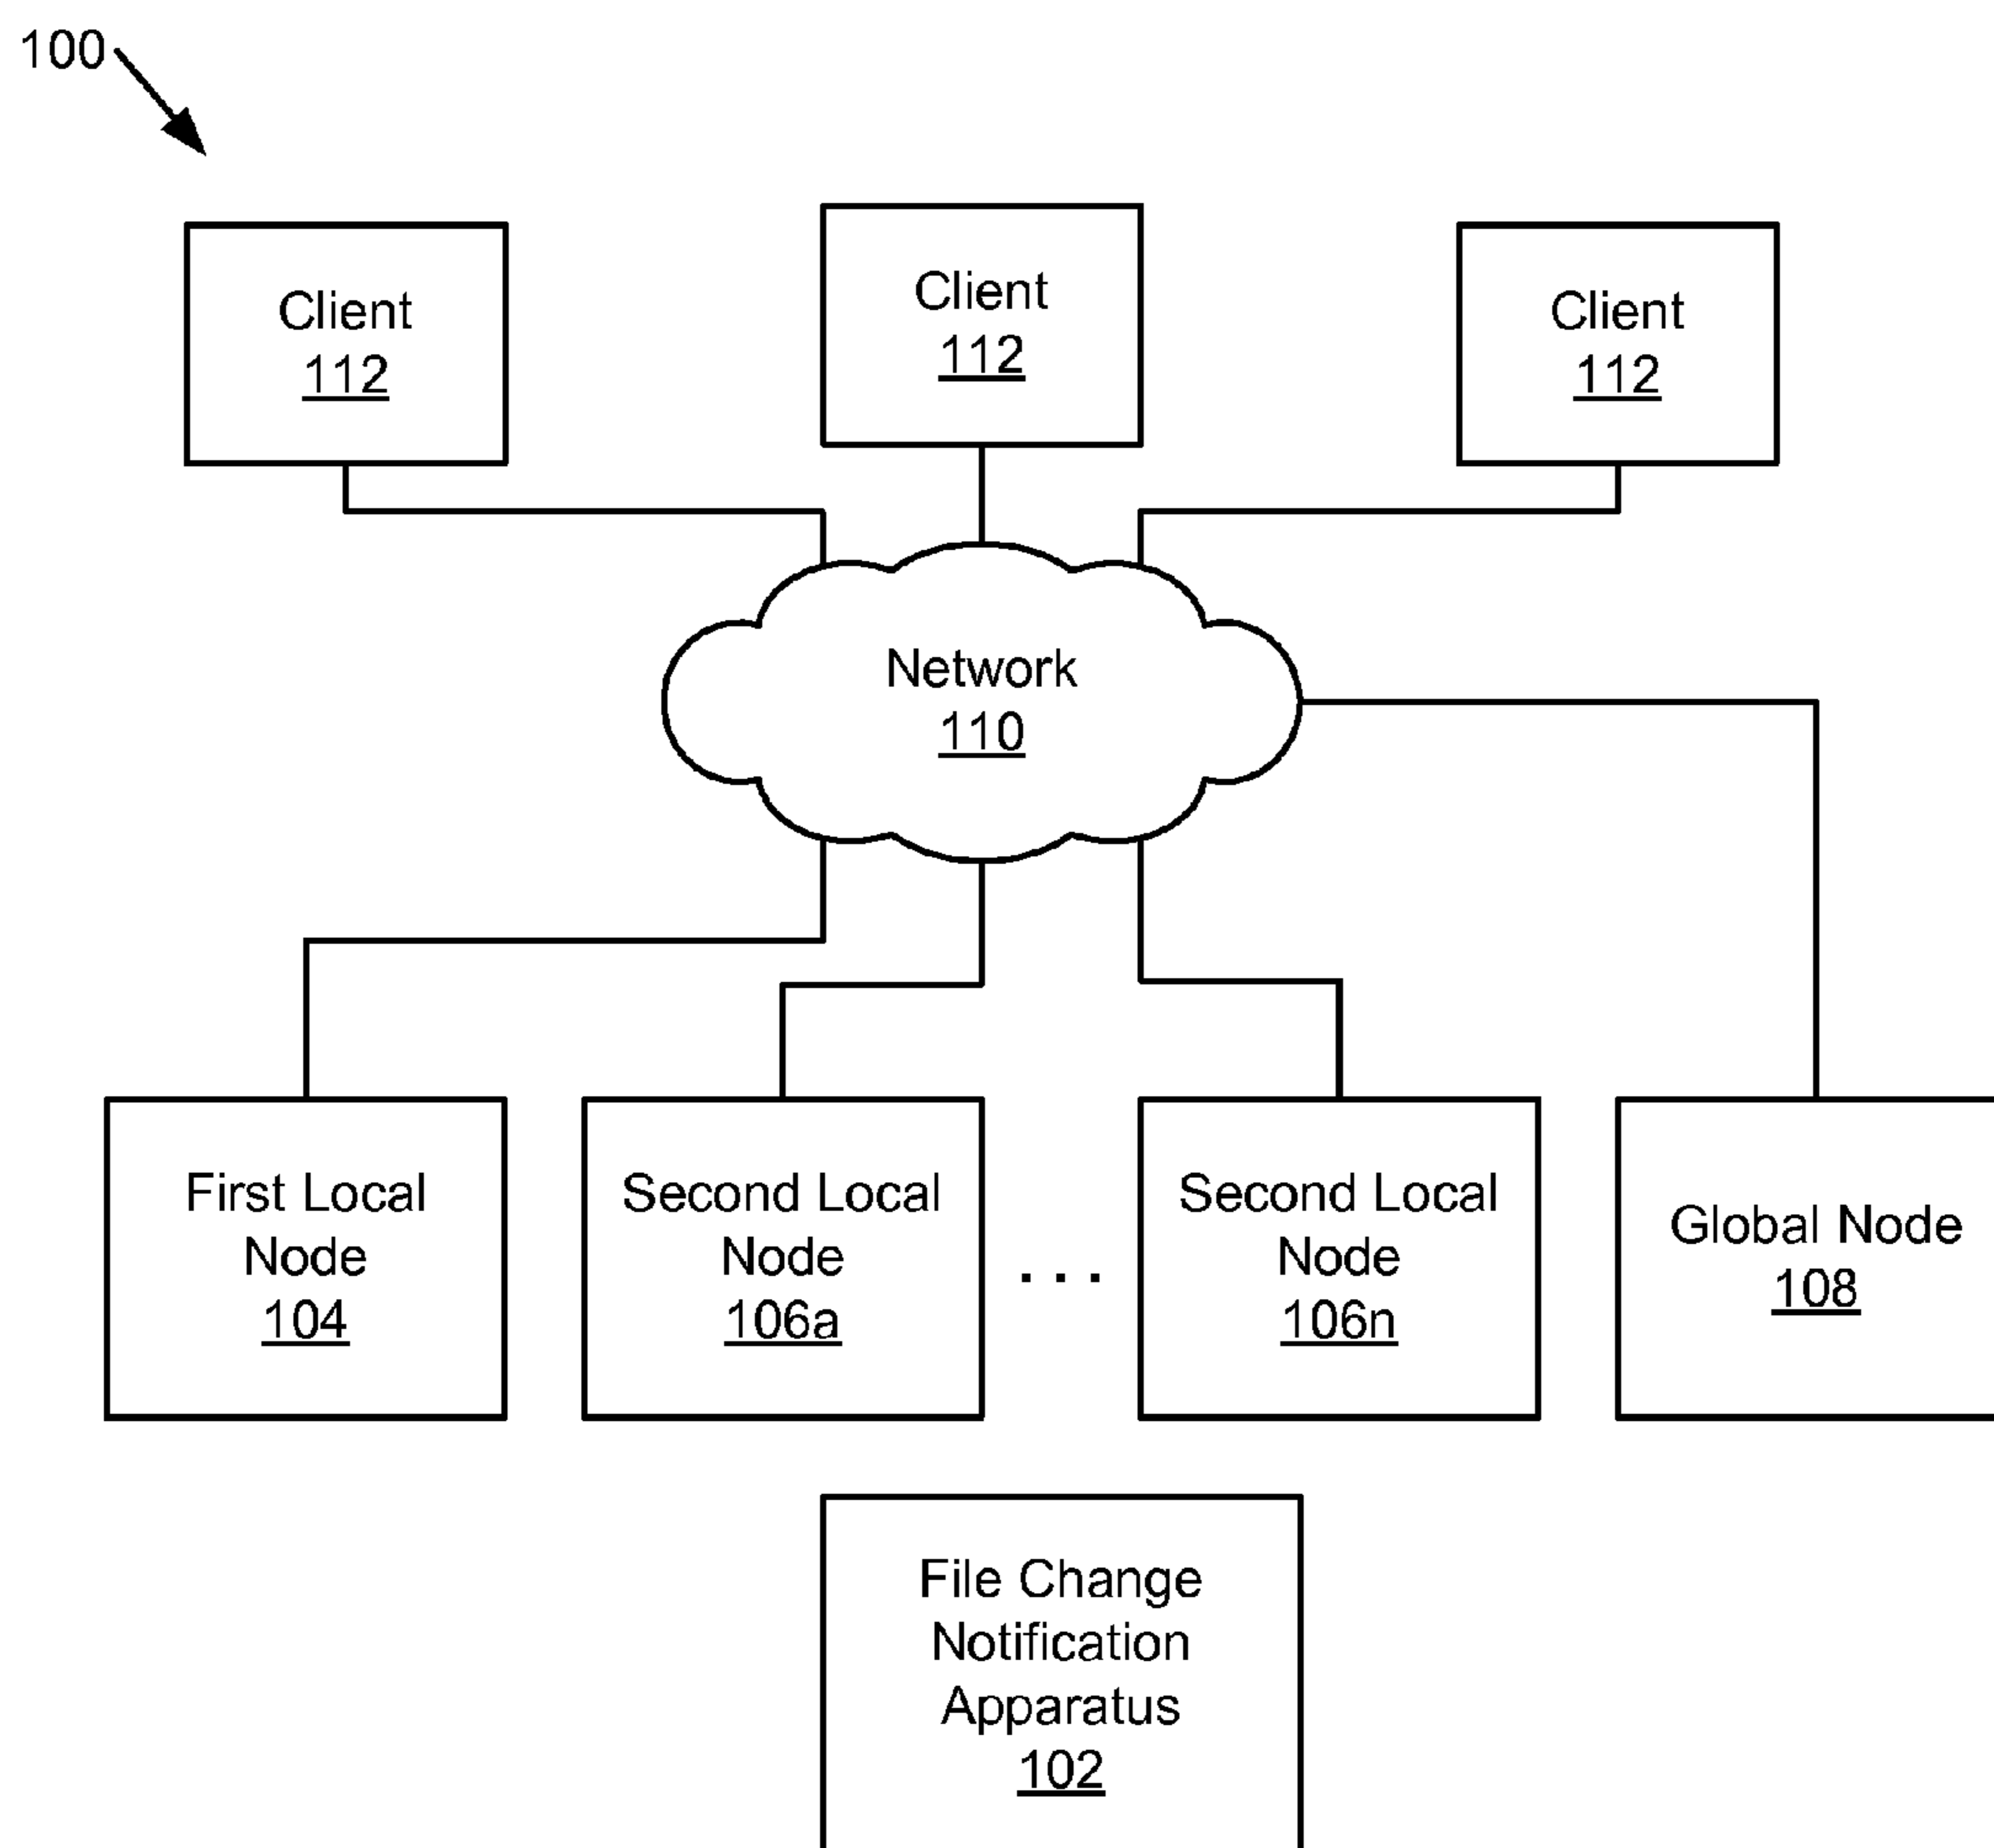 100
Client
112
Client
112
Client
112
Network
110
First Local
Node
104
Second Local
Node
106a
. . .
Second Local
Node
106n
Global Node
108
File Change
Notification
Apparatus
102